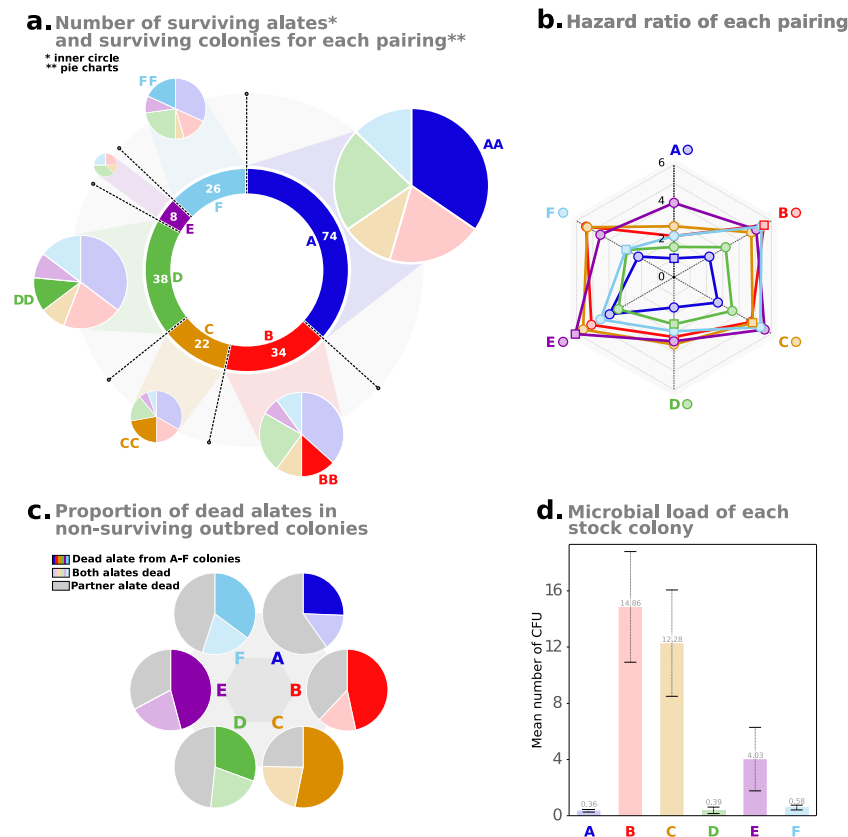 a. Number of surviving alates*
and surviving colonies for each pairing**
* inner circle
** pie charts
FF
AA
26
F
8
E
74
A
38 D
DD
C
22
B
34
CC
BB
b. Hazard ratio of each pairing
A
6
4
2
0
F
B
E
C
D
c. Proportion of dead alates in
non-surviving outbred colonies
Dead alate from A-F colonies
Both alates dead
Partner alate dead
F A
E B
D C
d. Microbial load of each
stock colony
Mean number of CFU
16
12
8
4
0
0.36
14.86
12.28
0.39
4.03
0.58
A B C D E F